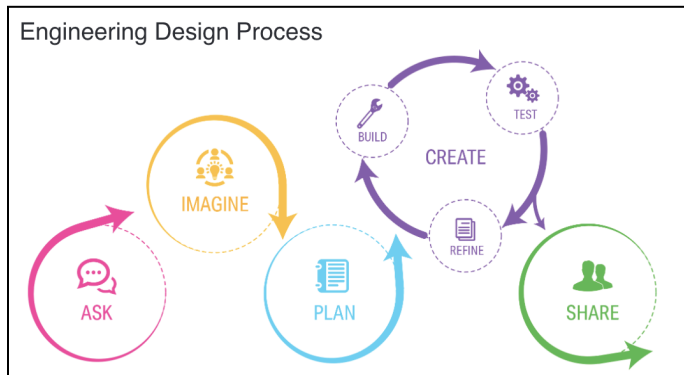 Engineering Design Process
ASK
IMAGINE
PLAN
CREATE
BUILD
TEST
REFINE
SHARE